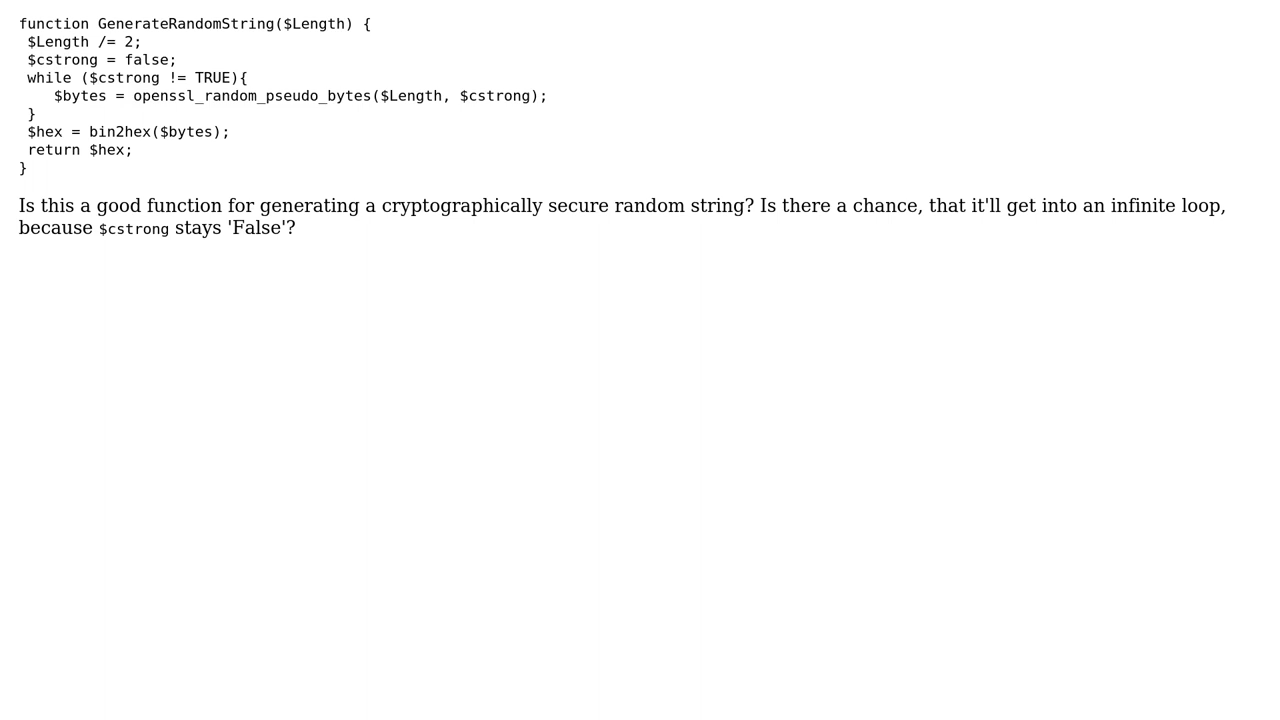 function GenerateRandomString($Length) {
 $Length /= 2;
 $cstrong = false;
 while ($cstrong != TRUE){
    $bytes = openssl_random_pseudo_bytes($Length, $cstrong);
 }
 $hex = bin2hex($bytes);
 return $hex;
}
Is this a good function for generating a cryptographically secure random string? Is there a chance, that it'll get into an infinite loop,
because $cstrong stays 'False'?